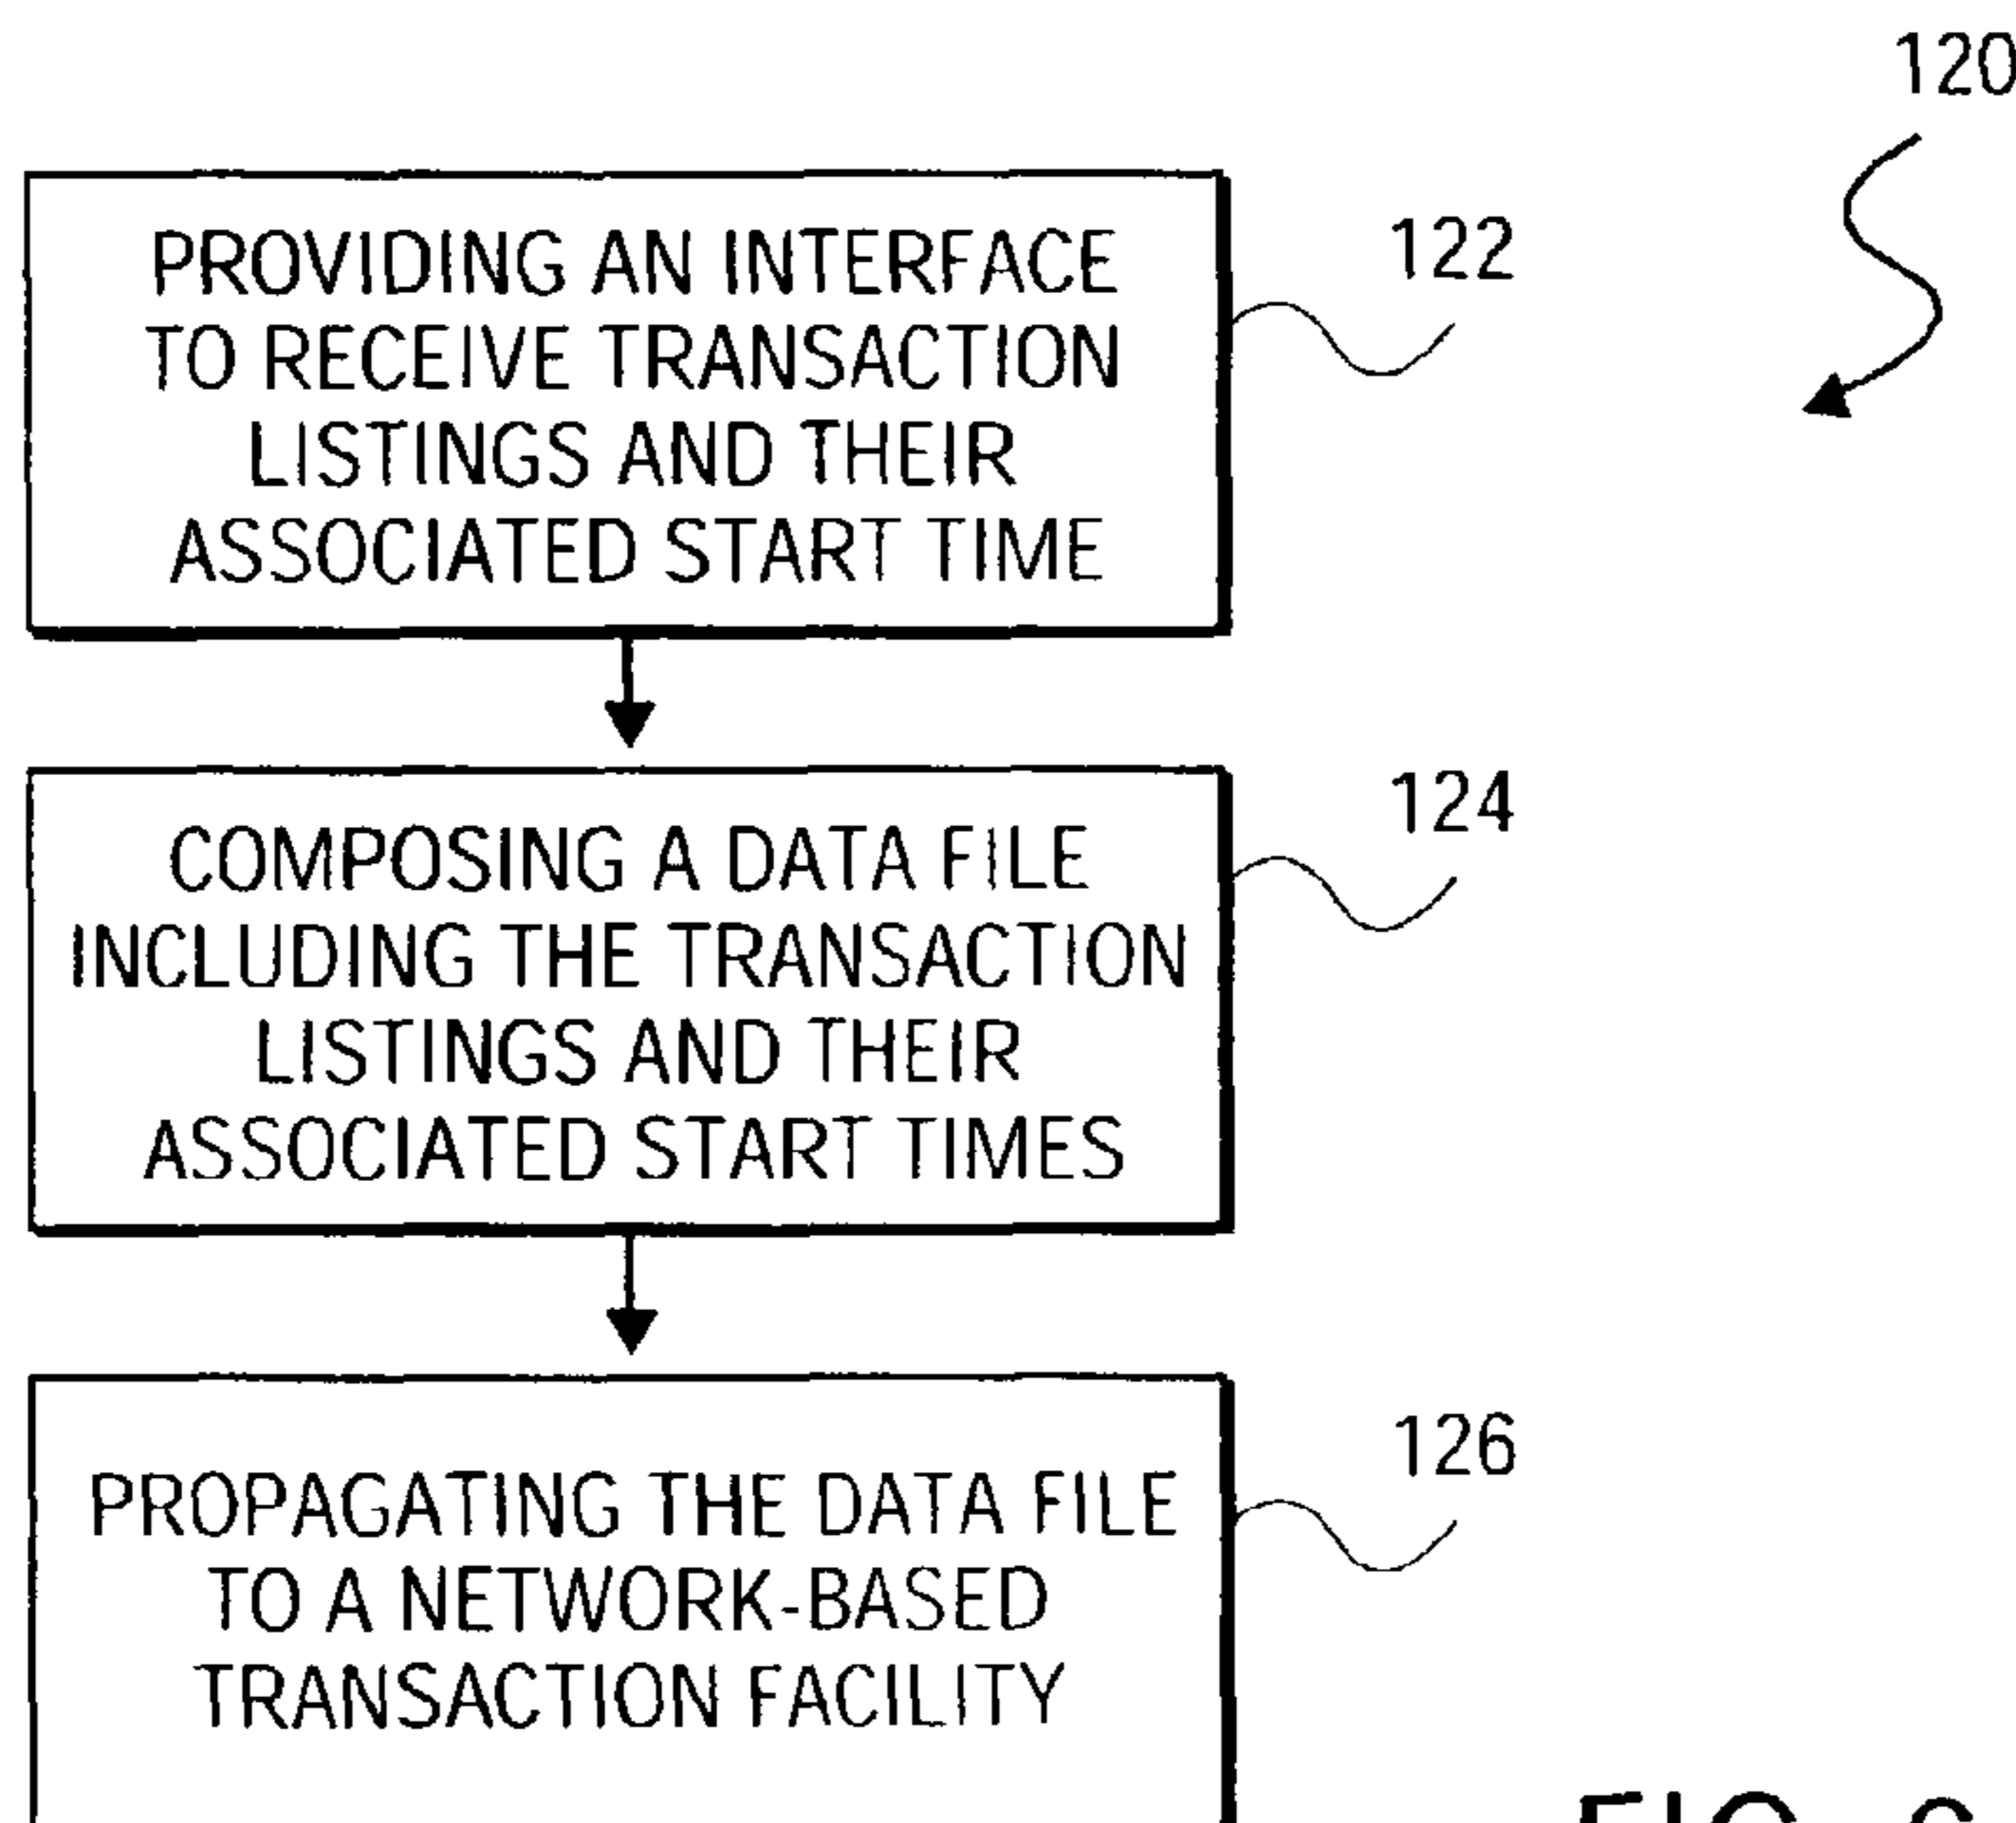 120
PROVIDING AN INTERFACE
TO RECEIVE TRANSACTION
LISTINGS AND THEIR
ASSOCIATED START TIME
122
COMPOSING A DATA FILE
INCLUDING THE TRANSACTION
LISTINGS AND THEIR
ASSOCIATED START TIMES
124
PROPAGATING THE DATA FILE
TO A NETWORK-BASED
TRANSACTION FACILITY
126
FIG.